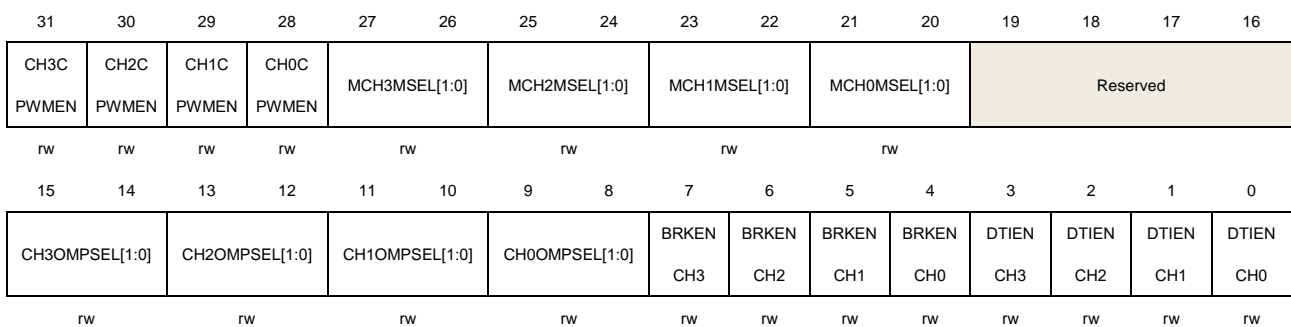 31 30 29 28 27 26 25 24 23 22 21 20 19 18 17 16
CH3C CH2C CH1C CH0C MCH3MSEL[1:0] MCH2MSEL[1:0] MCH1MSEL[1:0] MCH0MSEL[1:0] Reserved
PWMEN PWMEN PWMEN PWMEN
rw rw rw rw rw rw rw rw
15 14 13 12 11 10 9 8 7 6 5 4 3 2 1 0
CH3OMPSEL[1:0] CH2OMPSEL[1:0] CH1OMPSEL[1:0] CH0OMPSEL[1:0] BRKEN BRKEN BRKEN BRKEN DTIEN DTIEN DTIEN DTIEN
CH3 CH2 CH1 CH0 CH3 CH2 CH1 CH0
rw rw rw rw rw rw rw rw rw rw rw rw